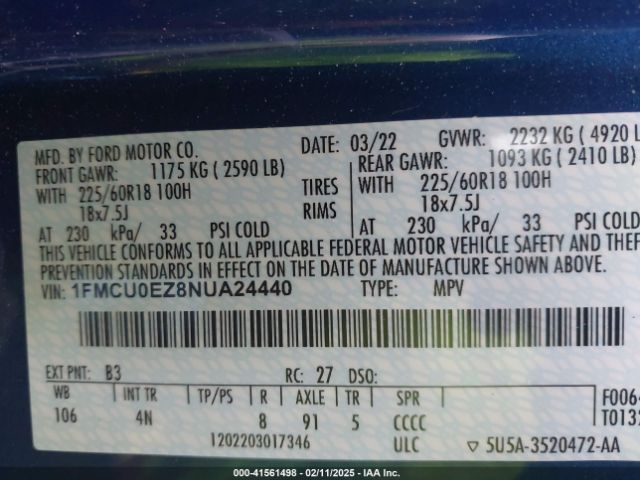 MFD. BY FORD MOTOR CO. DATE: 03/22 GVWR: 2232 KG ( 4920 L
FRONT GAWR: 1175 KG ( 2590 LB) REAR GAWR: 1093 KG ( 2410 LB)
WITH 225/60R18 100H TIRES WITH 225/60R18 100H
18x7.5J RIMS 18x7.5J
AT 230 kPa/ 33 PSI COLD AT 230 kPa/ 33 PSI COLD
THIS VEHICLE CONFORMS TO ALL APPLICABLE FEDERAL MOTOR VEHICLE SAFETY AND THEF
PREVENTION STANDARDS IN EFFECT ON THE DATE OF MANUFACTURE SHOWN ABOVE.
VIN: 1FMCU0EZ8NUA24440 TYPE: MPV
EXT PNT: B3 RC: 27 DSO:
WB INT TR TP/PS R AXLE TR SPR F006
106 4N 8 91 5 CCCC T0132
1202203017346 ULC ▽ 5U5A-3520472-AA
000-41561498 - 02/11/2025 - IAA Inc.